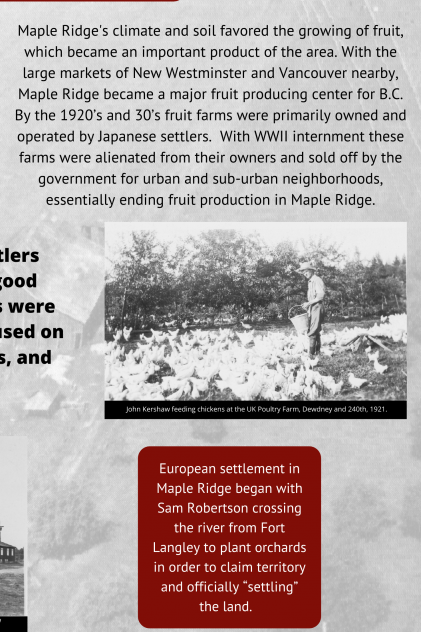 Maple Ridge's climate and soil favored the growing of fruit,
which became an important product of the area. With the
large markets of New Westminster and Vancouver nearby,
Maple Ridge became a major fruit producing center for B.C.
By the 1920's and 30's fruit farms were primarily owned and
operated by Japanese settlers. With WWII internment these
farms were alienated from their owners and sold off by the
government for urban and sub-urban neighborhoods,
essentially ending fruit production in Maple Ridge.
tlers
good
s were
used on
s, and
John Kershaw feeding chickens at the UK Poultry Farm, Dewdney and 240th, 1921.
European settlement in
Maple Ridge began with
Sam Robertson crossing
the river from Fort
Langley to plant orchards
in order to claim territory
and officially “settling”
the land.